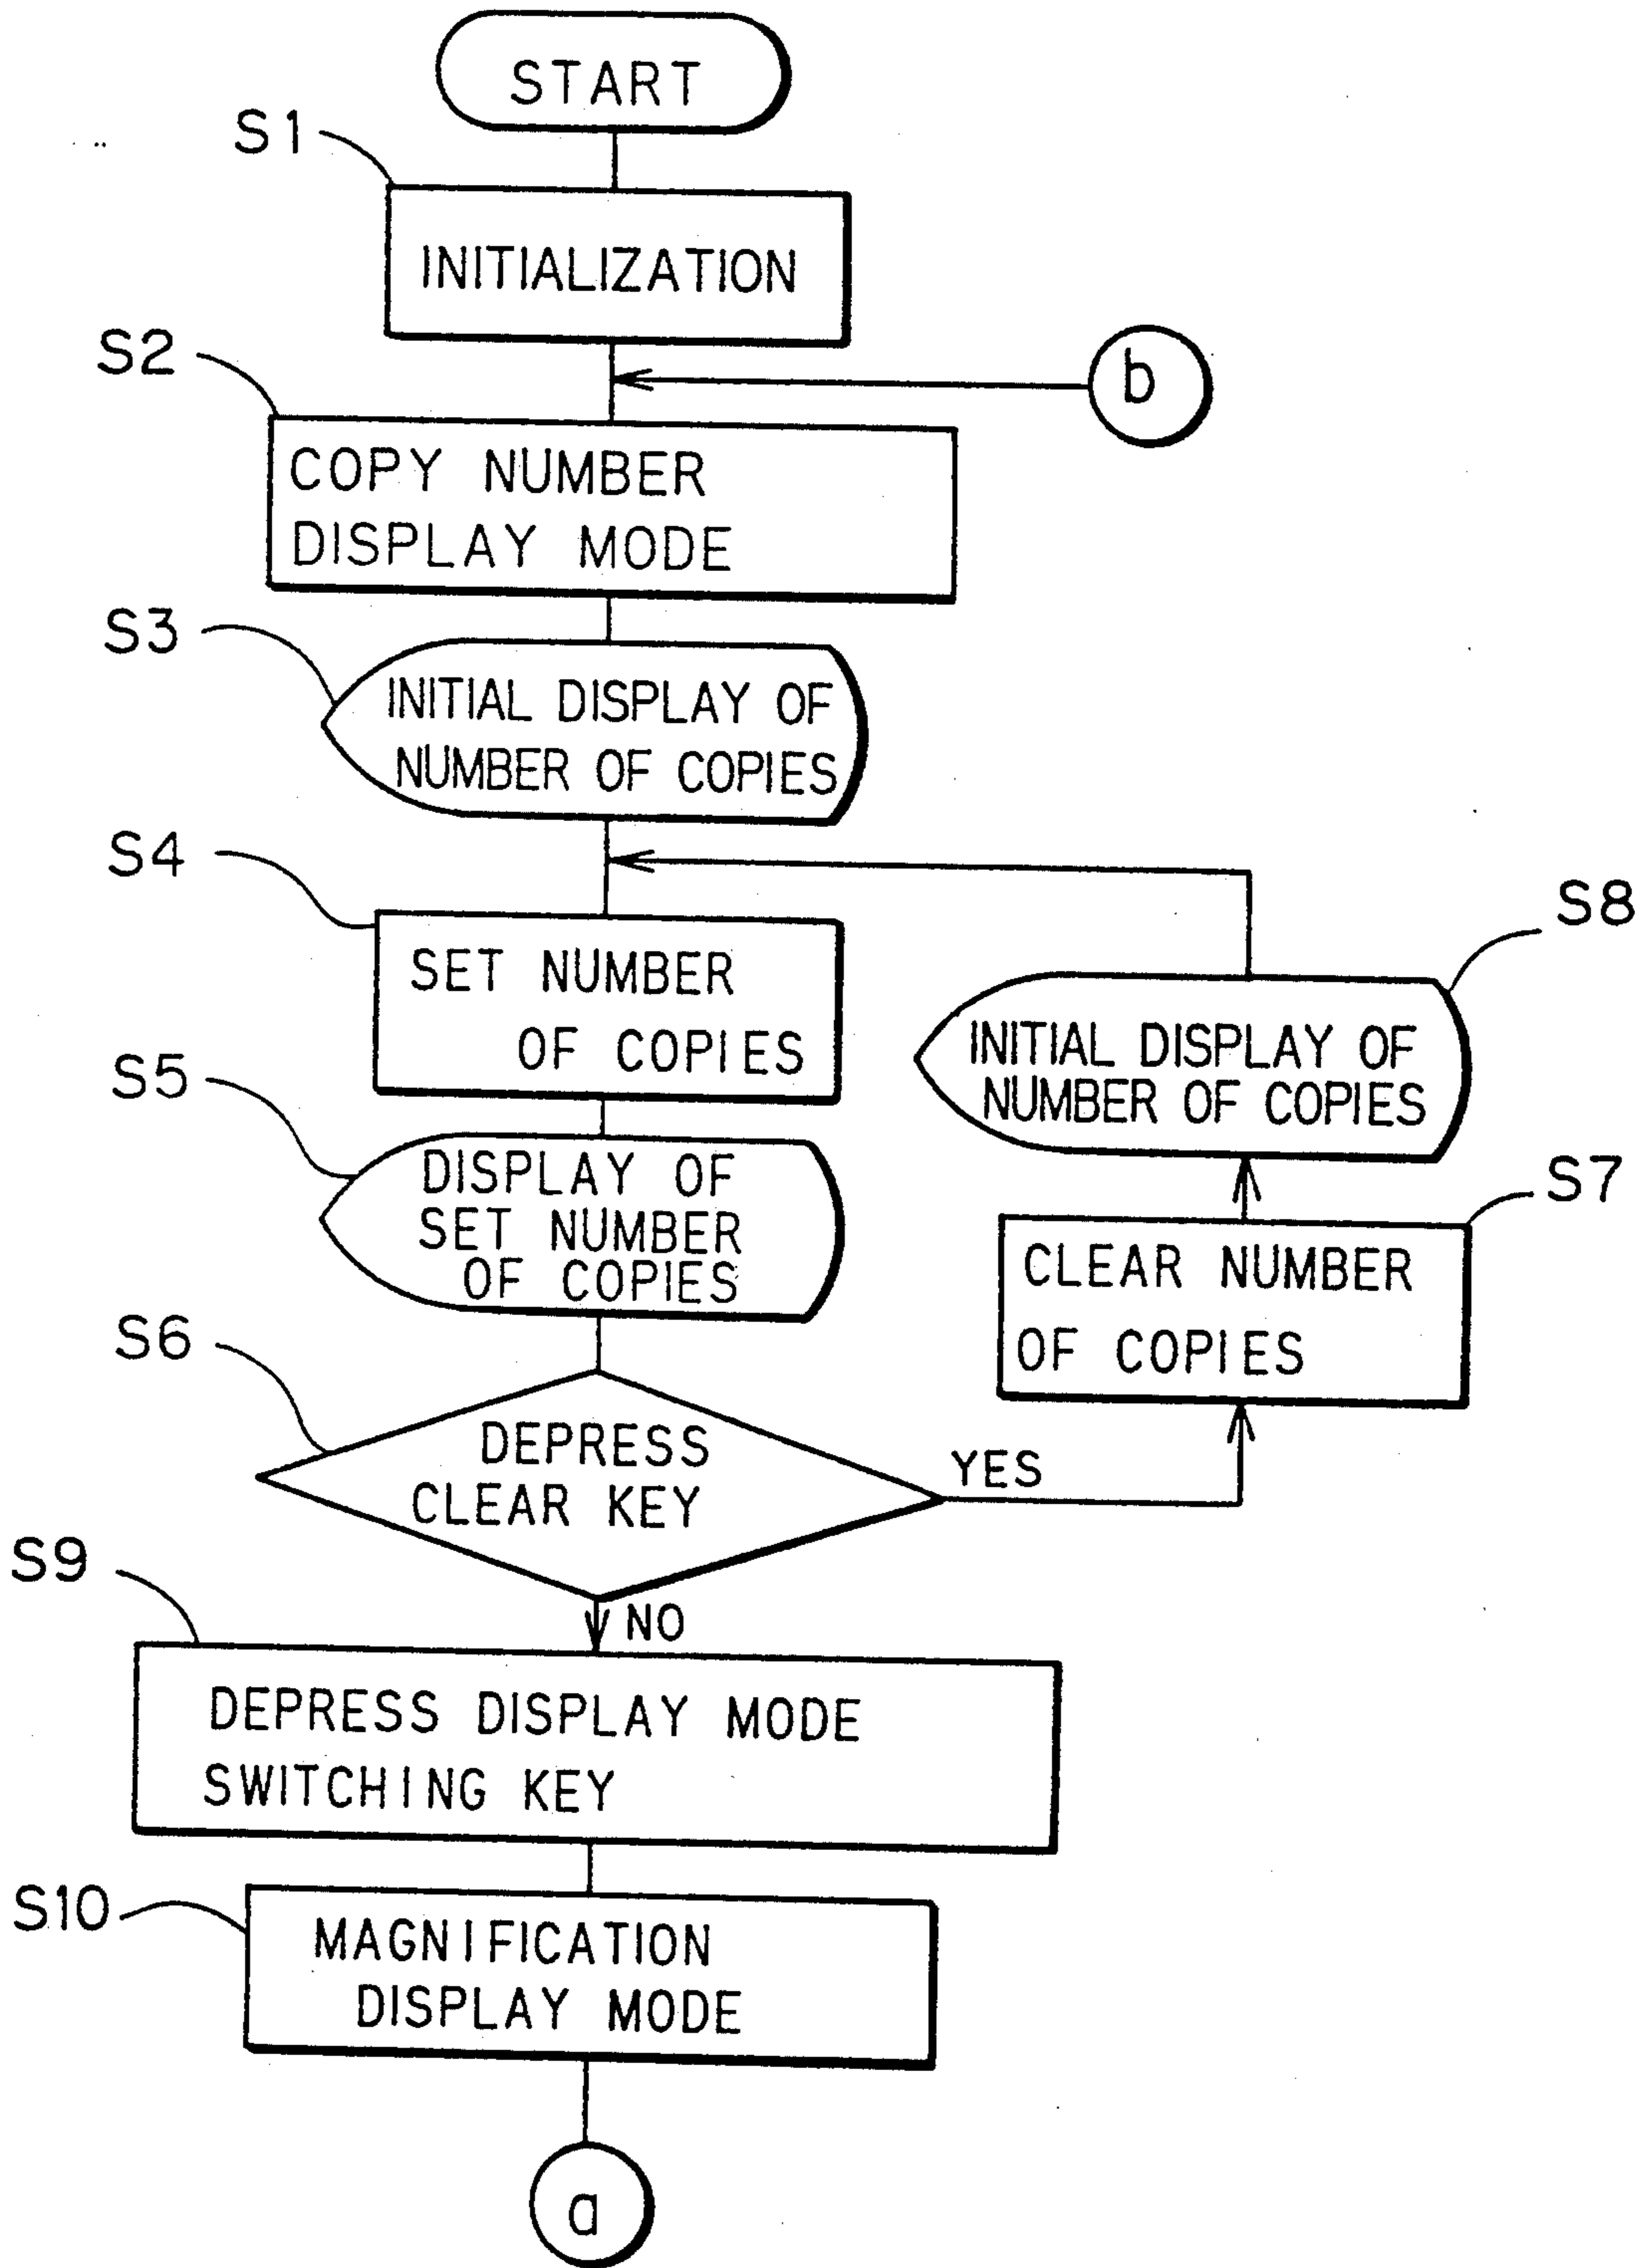 START
S1
INITIALIZATION
b
S2
COPY NUMBER
DISPLAY MODE
S3
INITIAL DISPLAY OF
NUMBER OF COPIES
S4
SET NUMBER
OF COPIES
S8
INITIAL DISPLAY OF
NUMBER OF COPIES
S5
DISPLAY OF
SET NUMBER
OF COPIES
S7
CLEAR NUMBER
OF COPIES
S6
DEPRESS
CLEAR KEY
YES
NO
S9
DEPRESS DISPLAY MODE
SWITCHING KEY
S10
MAGNIFICATION
DISPLAY MODE
a